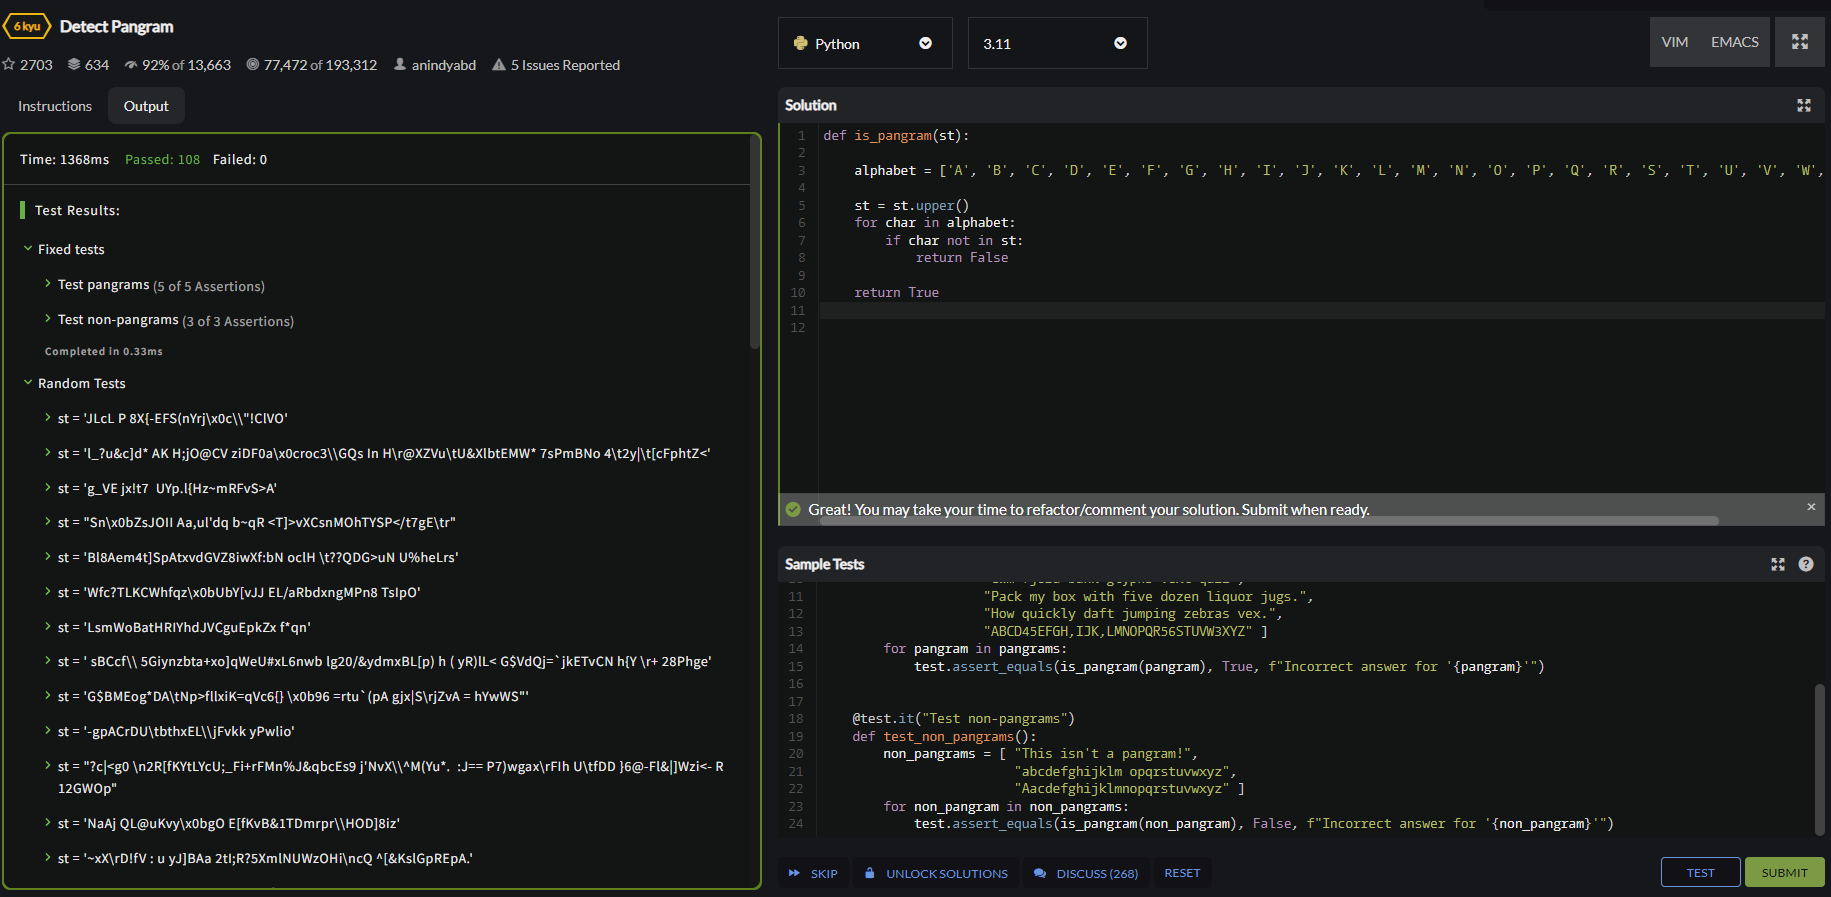 6 kyu Detect Pangram
2703 634 92% of 13,663 77,472 of 193,312 anindyabd 5 Issues Reported
Instructions Output
Time: 1368ms Passed: 108 Failed: 0
Test Results:
Fixed tests
Test pangrams (5 of 5 Assertions)
Test non-pangrams (3 of 3 Assertions)
Completed in 0.33ms
Random Tests
st = 'JLcL P 8X{-EFS(nYrj\x0c\\"!ClVO'
st = 'l_?u&c]d* AK H;jO@CV ziDF0a\x0croc3\\GQs In H\r@XZVu\tU&XlbtEMW* 7sPmBNo 4\t2y|\t[cFphtZ<'
st = 'g_VE jx!t7  UYp.l{Hz~mRFvS>A'
st = "Sn\x0bZsJOII Aa,ul'dq b~qR <T]>vXCsnMOhTYSP</t7gE\tr"
st = 'Bl8Aem4t]SpAtxvdGVZ8iwXf:bN oclH \t??QDG>uN U%heLrs'
st = 'Wfc?TLKCWhfqz\x0bUbY[vJJ EL/aRbdxngMPn8 TsIpO'
st = 'LsmWoBatHRIYhdJVCguEpkZx f*qn'
st = ' sBCcf\\ 5Giynzbta+xo]qWeU#xL6nwb lg20/&ydmxBL[p) h ( yR)lL< G$VdQj=`jkETvCN h{Y \r+ 28Phge'
st = 'G$BMEog*DA\tNp>fllxiK=qVc6{} \x0b96 =rtu`(pA gjx|S\rjZvA = hYwWS"'
st = '-gpACrDU\tbthxEL\\jFvkk yPwlio'
st = "?c|<g0 \n2R[fKYtLYcU;_Fi+rFMn%J&qbcEs9 j'NvX\\^M(Yu*.  :J== P7)wgax\rFIh U\tfDD }6@-Fl&|]Wzi<- R
12GWOp"
st = 'NaAj QL@uKvy\x0bgO E[fKvB&1TDmrpr\\HOD]8iz'
st = '~xX\rD!fV : u yJ]BAa 2tI;R?5XmlNUWzOHi\ncQ ^[&KslGpREpA.'
Python 3.11 VIM EMACS
Solution
1 def is_pangram(st):
2
3 alphabet = ['A', 'B', 'C', 'D', 'E', 'F', 'G', 'H', 'I', 'J', 'K', 'L', 'M', 'N', 'O', 'P', 'Q', 'R', 'S', 'T', 'U', 'V', 'W',
4
5 st = st.upper()
6 for char in alphabet:
7 if char not in st:
8 return False
9
10 return True
11
12
Great! You may take your time to refactor/comment your solution. Submit when ready.
Sample Tests
11 "Pack my box with five dozen liquor jugs.",
12 "How quickly daft jumping zebras vex.",
13 "ABCD45EFGH,IJK,LMNOPQR56STUVW3XYZ" ]
14 for pangram in pangrams:
15 test.assert_equals(is_pangram(pangram), True, f"Incorrect answer for '{pangram}'")
16
17
18 @test.it("Test non-pangrams")
19 def test_non_pangrams():
20 non_pangrams = [ "This isn't a pangram!",
21 "abcdefghijklm opqrstuvwxyz",
22 "Aacdefghijklmnopqrstuvwxyz" ]
23 for non_pangram in non_pangrams:
24 test.assert_equals(is_pangram(non_pangram), False, f"Incorrect answer for '{non_pangram}'")
SKIP UNLOCK SOLUTIONS DISCUSS (268) RESET TEST SUBMIT